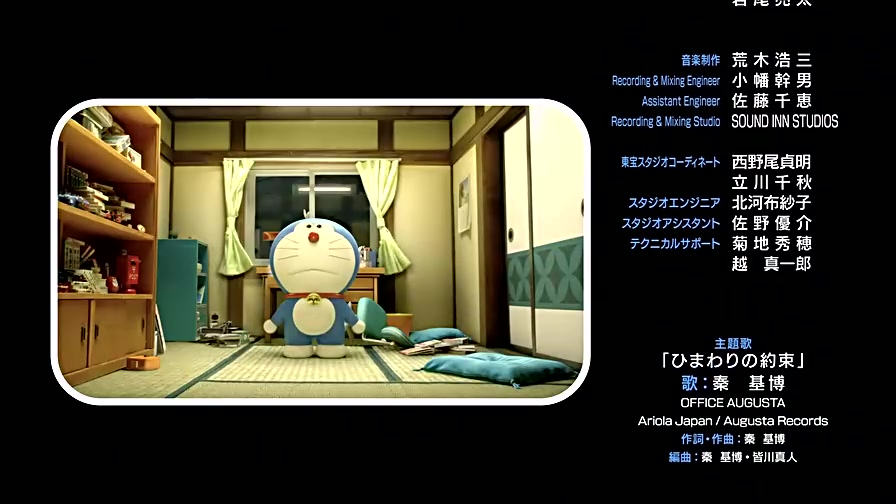 岩尾亮太
音楽制作 荒木浩三
Recording & Mixing Engineer 小幡幹男
Assistant Engineer 佐藤千恵
Recording & Mixing Studio SOUND INN STUDIOS
東宝スタジオコーディネート 西野尾貞明
立川千秋
スタジオエンジニア 北河布紗子
スタジオアシスタント 佐野優介
テクニカルサポート 菊地秀穂
越 真一郎
主題歌
「ひまわりの約束」
歌：秦 基博
OFFICE AUGUSTA
Ariola Japan / Augusta Records
作詞・作曲：秦 基博
編曲：秦 基博・皆川真人